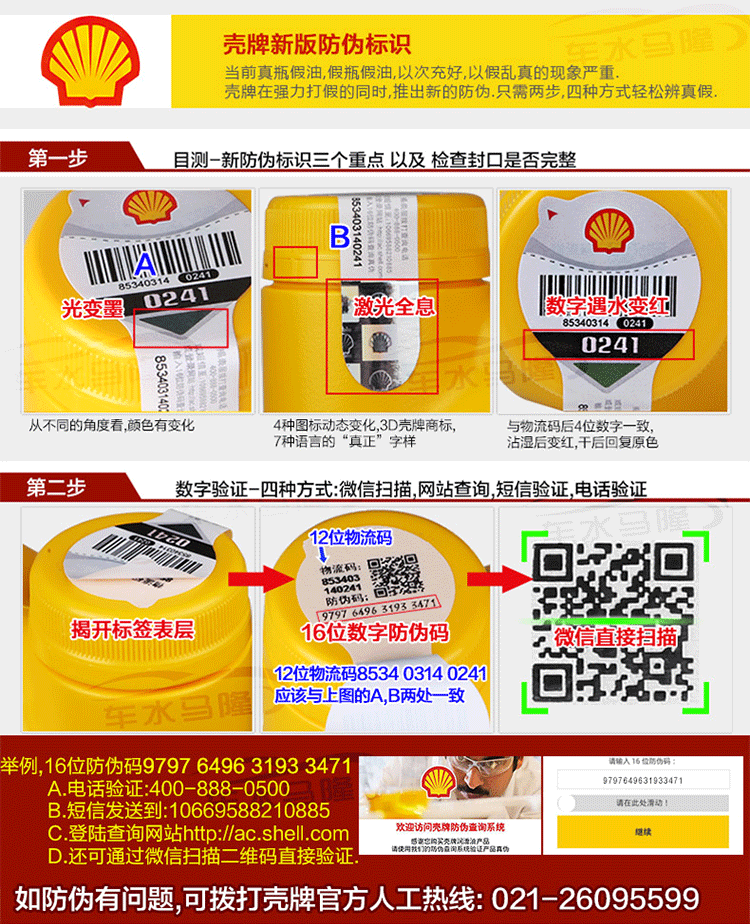 壳牌新版防伪标识
当前真瓶假油,假瓶假油,以次充好,以假乱真的现象严重.
壳牌在强力打假的同时,推出新的防伪.只需两步,四种方式轻松辨真假.
车水马隆
第一步
目测-新防伪标识三个重点 以及 检查封口是否完整
A
85340314 0241
0241
光变墨
853403140241
B
853403140241
400-888-0500
激光全息
数字遇水变红
85340314 0241
0241
从不同的角度看,颜色有变化
4种图标动态变化,3D壳牌商标,
7种语言的“真正”字样
与物流码后4位数字一致,
沾湿后变红,干后回复原色
第二步
数字验证-四种方式:微信扫描,网站查询,短信验证,电话验证
0241
揭开标签表层
12位物流码
物流码:
853403
140241
防伪码:
9797 6496 3193 3471
16位数字防伪码
12位物流码8534 0314 0241
应该与上图的A,B两处一致
微信直接扫描
车水马隆
举例,16位防伪码9797 6496 3193 3471
A.电话验证:400-888-0500
B.短信发送到:10669588210885
C.登陆查询网站http://ac.shell.com
D.还可通过微信扫描二维码直接验证.
欢迎访问壳牌防伪查询系统
感谢您购买壳牌润滑油产品
请使用我们的防伪查询系统验证产品真伪
请输入 16 位防伪码:
9797649631933471
请在此处滑动!
继续
如防伪有问题,可拨打壳牌官方人工热线: 021-26095599